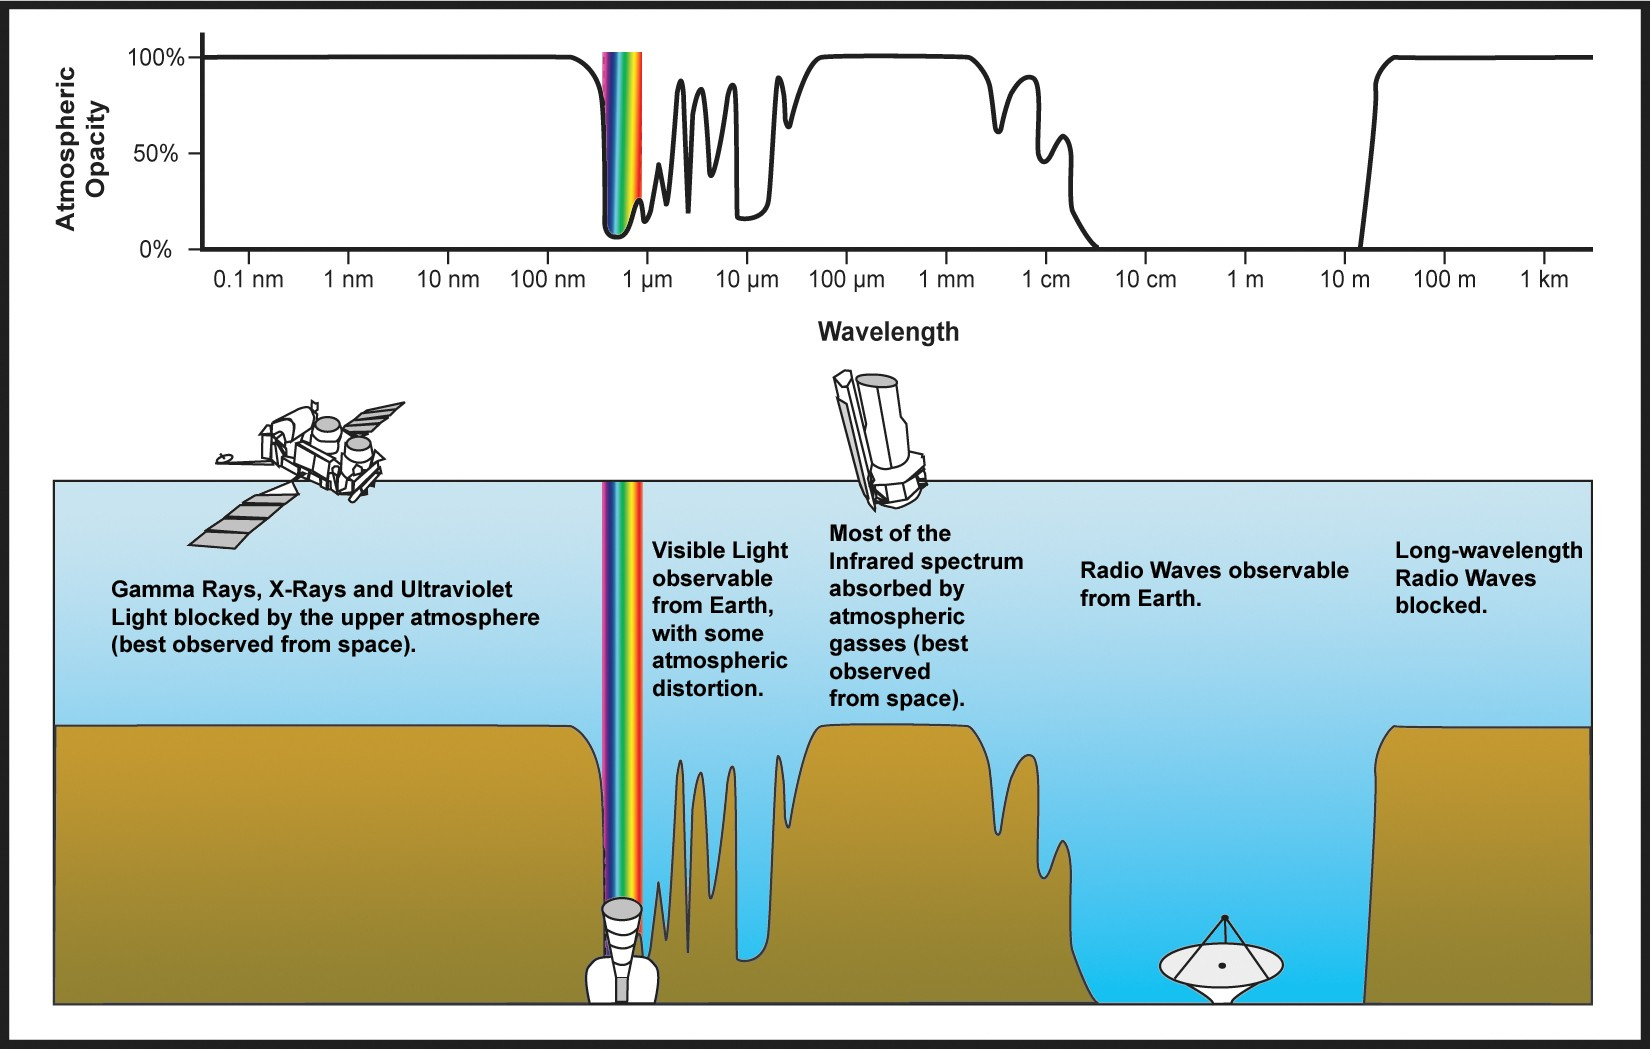 Atmospheric
Opacity
100%
50%
0%
0.1 nm
1 nm
10 nm
100 nm
1 µm
10 µm
100 µm
1 mm
1 cm
10 cm
1 m
10 m
100 m
1 km
Wavelength
Gamma Rays, X-Rays and Ultraviolet
Light blocked by the upper atmosphere
(best observed from space).
Visible Light
observable
from Earth,
with some
atmospheric
distortion.
Most of the
Infrared spectrum
absorbed by
atmospheric
gasses (best
observed
from space).
Radio Waves observable
from Earth.
Long-wavelength
Radio Waves
blocked.